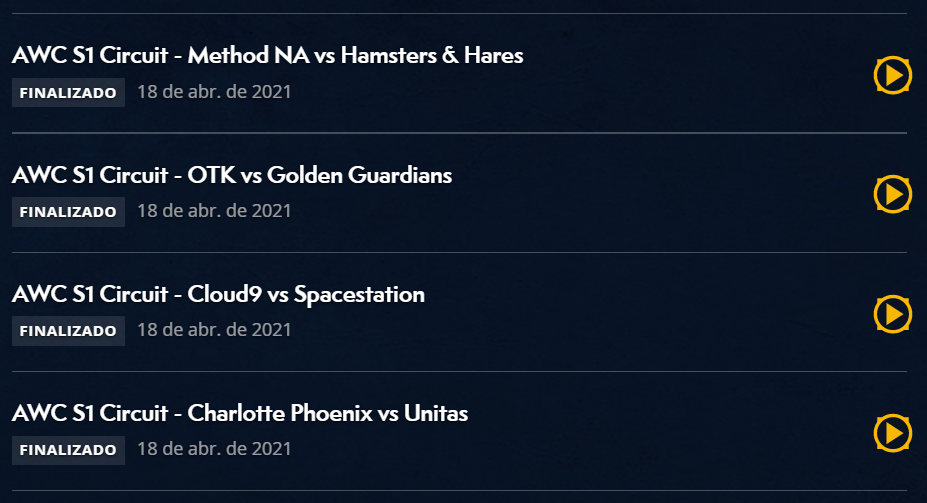 AWC S1 Circuit - Method NA vs Hamsters & Hares
FINALIZADO 18 de abr. de 2021
AWC S1 Circuit - OTK vs Golden Guardians
FINALIZADO 18 de abr. de 2021
AWC S1 Circuit - Cloud9 vs Spacestation
FINALIZADO 18 de abr. de 2021
AWC S1 Circuit - Charlotte Phoenix vs Unitas
FINALIZADO 18 de abr. de 2021